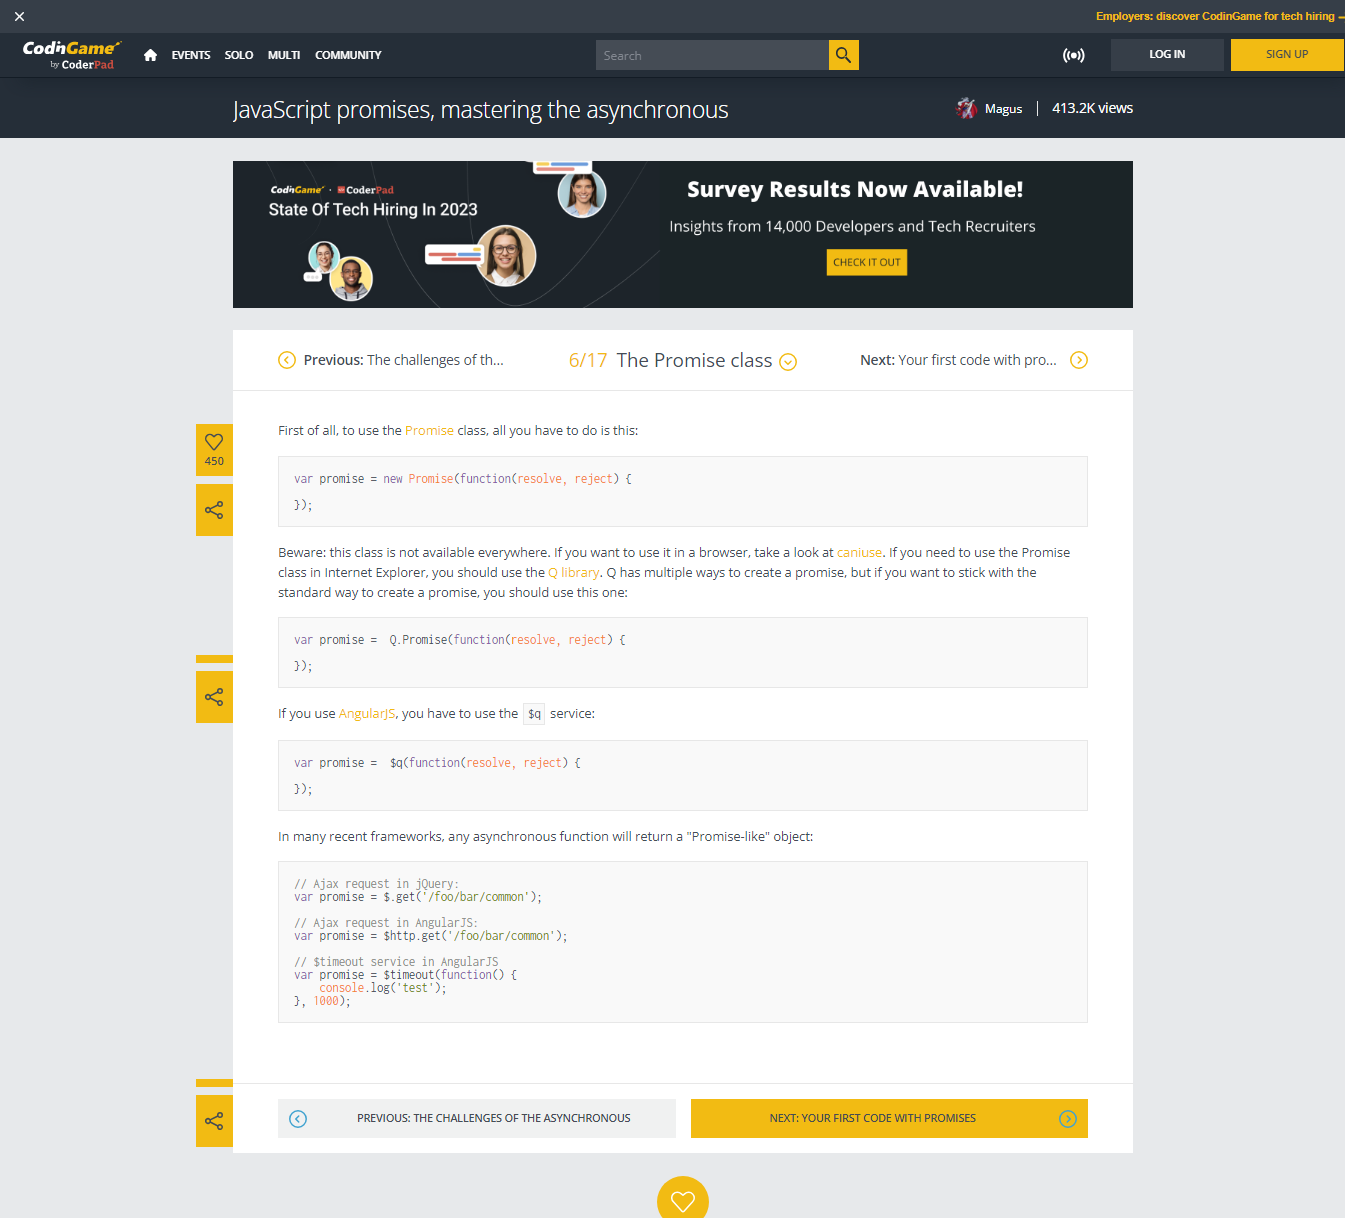 Employers: discover CodinGame for tech hiring
CodinGame
by CoderPad
EVENTS SOLO MULTI COMMUNITY
Search
LOG IN
SIGN UP
JavaScript promises, mastering the asynchronous
Magus
413.2K views
CodinGame · CoderPad
State Of Tech Hiring In 2023
Survey Results Now Available!
Insights from 14,000 Developers and Tech Recruiters
CHECK IT OUT
Previous: The challenges of th...
6/17 The Promise class
Next: Your first code with pro...
450
First of all, to use the Promise class, all you have to do is this:
var promise = new Promise(function(resolve, reject) {
});
Beware: this class is not available everywhere. If you want to use it in a browser, take a look at caniuse. If you need to use the Promise
class in Internet Explorer, you should use the Q library. Q has multiple ways to create a promise, but if you want to stick with the
standard way to create a promise, you should use this one:
var promise =  Q.Promise(function(resolve, reject) {
});
If you use AngularJS, you have to use the $q service:
var promise =  $q(function(resolve, reject) {
});
In many recent frameworks, any asynchronous function will return a "Promise-like" object:
// Ajax request in jQuery:
var promise = $.get('/foo/bar/common');
// Ajax request in AngularJS:
var promise = $http.get('/foo/bar/common');
// $timeout service in AngularJS
var promise = $timeout(function() {
    console.log('test');
}, 1000);
PREVIOUS: THE CHALLENGES OF THE ASYNCHRONOUS
NEXT: YOUR FIRST CODE WITH PROMISES